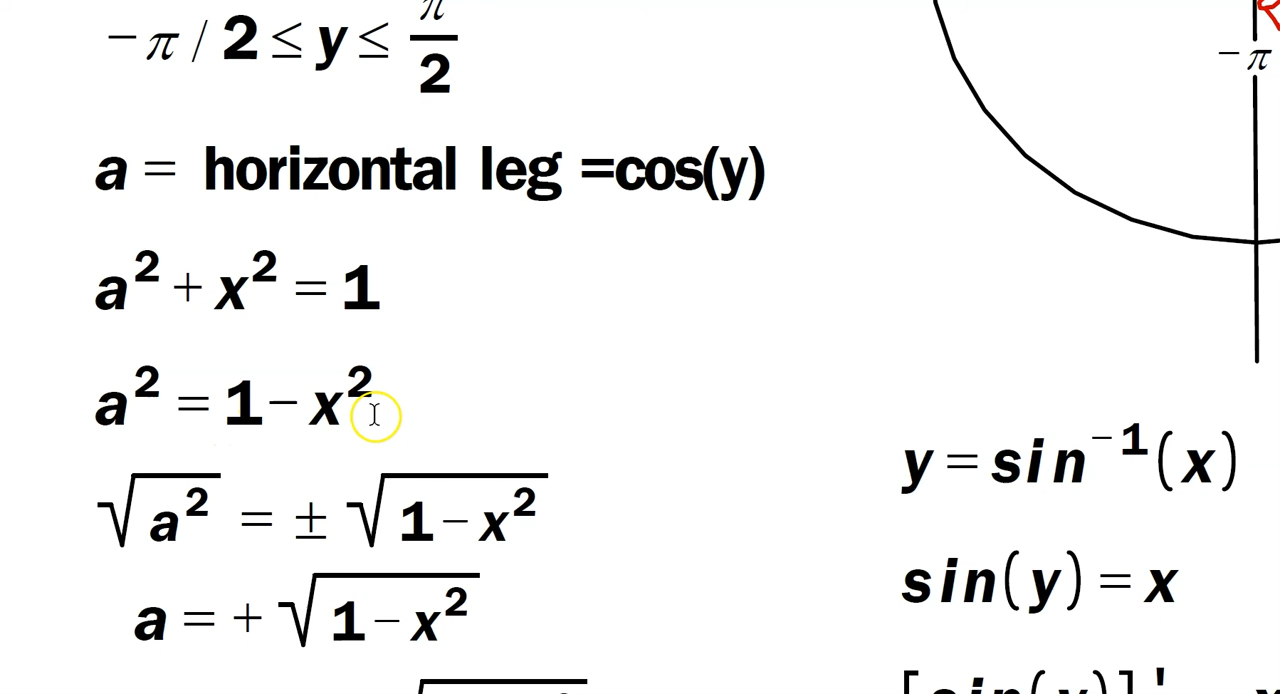 −π / 2 ≤ y ≤ π/2
a = horizontal leg =cos(y)
a² + x² = 1
a² = 1 − x²
√a² = ± √1 − x²
a = + √1 − x²
−π
y = sin⁻¹(x)
sin(y) = x
[sin(y)]'